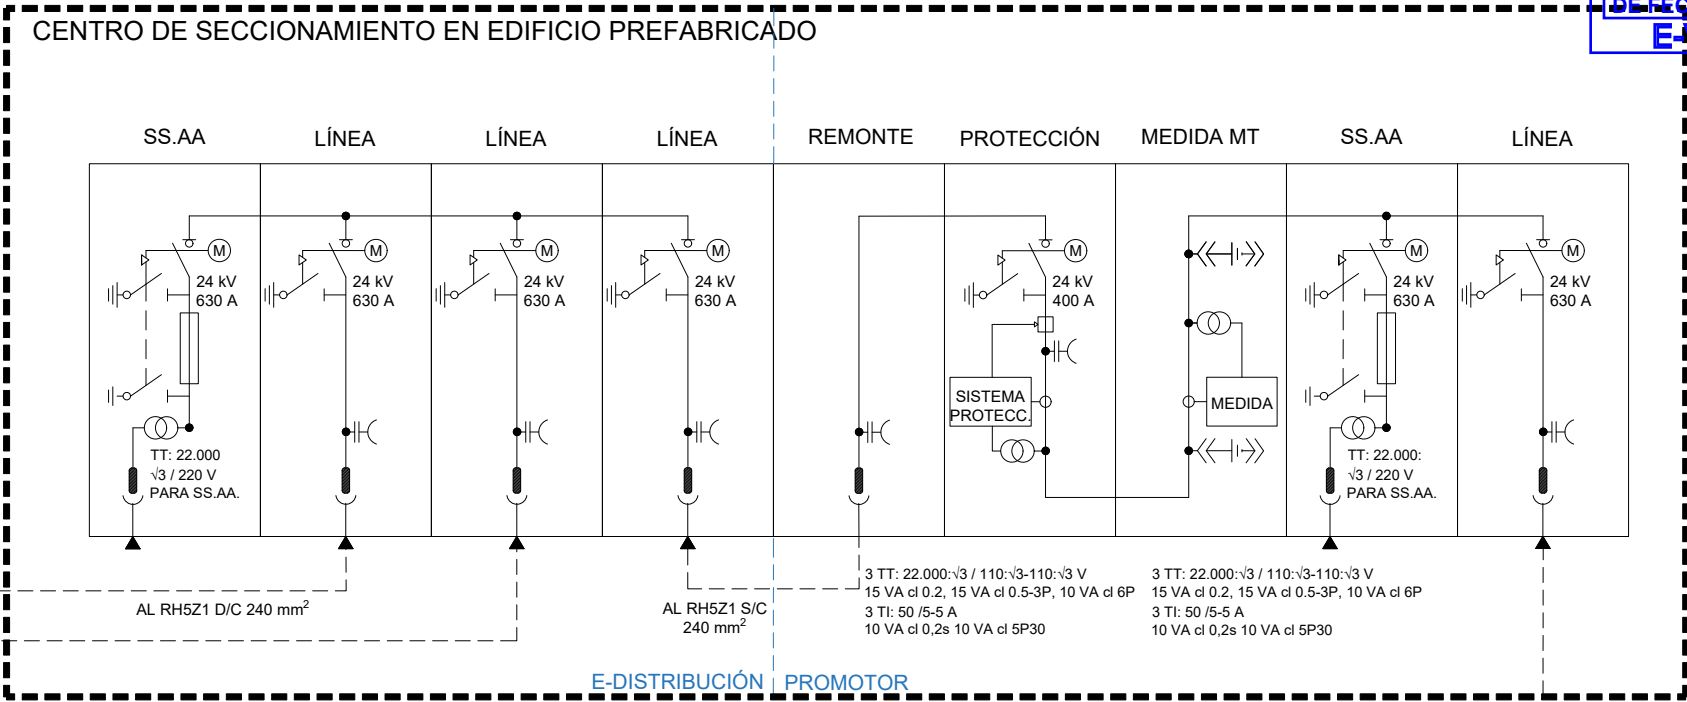 DE FEC
E-
CENTRO DE SECCIONAMIENTO EN EDIFICIO PREFABRICADO
SS.AA
LÍNEA
LÍNEA
LÍNEA
REMONTE
PROTECCIÓN
MEDIDA MT
SS.AA
LÍNEA
M
24 kV
630 A
M
24 kV
630 A
M
24 kV
630 A
M
24 kV
630 A
M
24 kV
400 A
M
24 kV
630 A
M
24 kV
630 A
SISTEMA
PROTECC.
MEDIDA
TT: 22.000
√3 / 220 V
PARA SS.AA.
TT: 22.000:
√3 / 220 V
PARA SS.AA.
AL RH5Z1 D/C 240 mm²
AL RH5Z1 S/C
240 mm²
3 TT: 22.000:√3 / 110:√3-110:√3 V
15 VA cl 0.2, 15 VA cl 0.5-3P, 10 VA cl 6P
3 TI: 50 /5-5 A
10 VA cl 0,2s 10 VA cl 5P30
3 TT: 22.000:√3 / 110:√3-110:√3 V
15 VA cl 0.2, 15 VA cl 0.5-3P, 10 VA cl 6P
3 TI: 50 /5-5 A
10 VA cl 0,2s 10 VA cl 5P30
E-DISTRIBUCIÓN
PROMOTOR